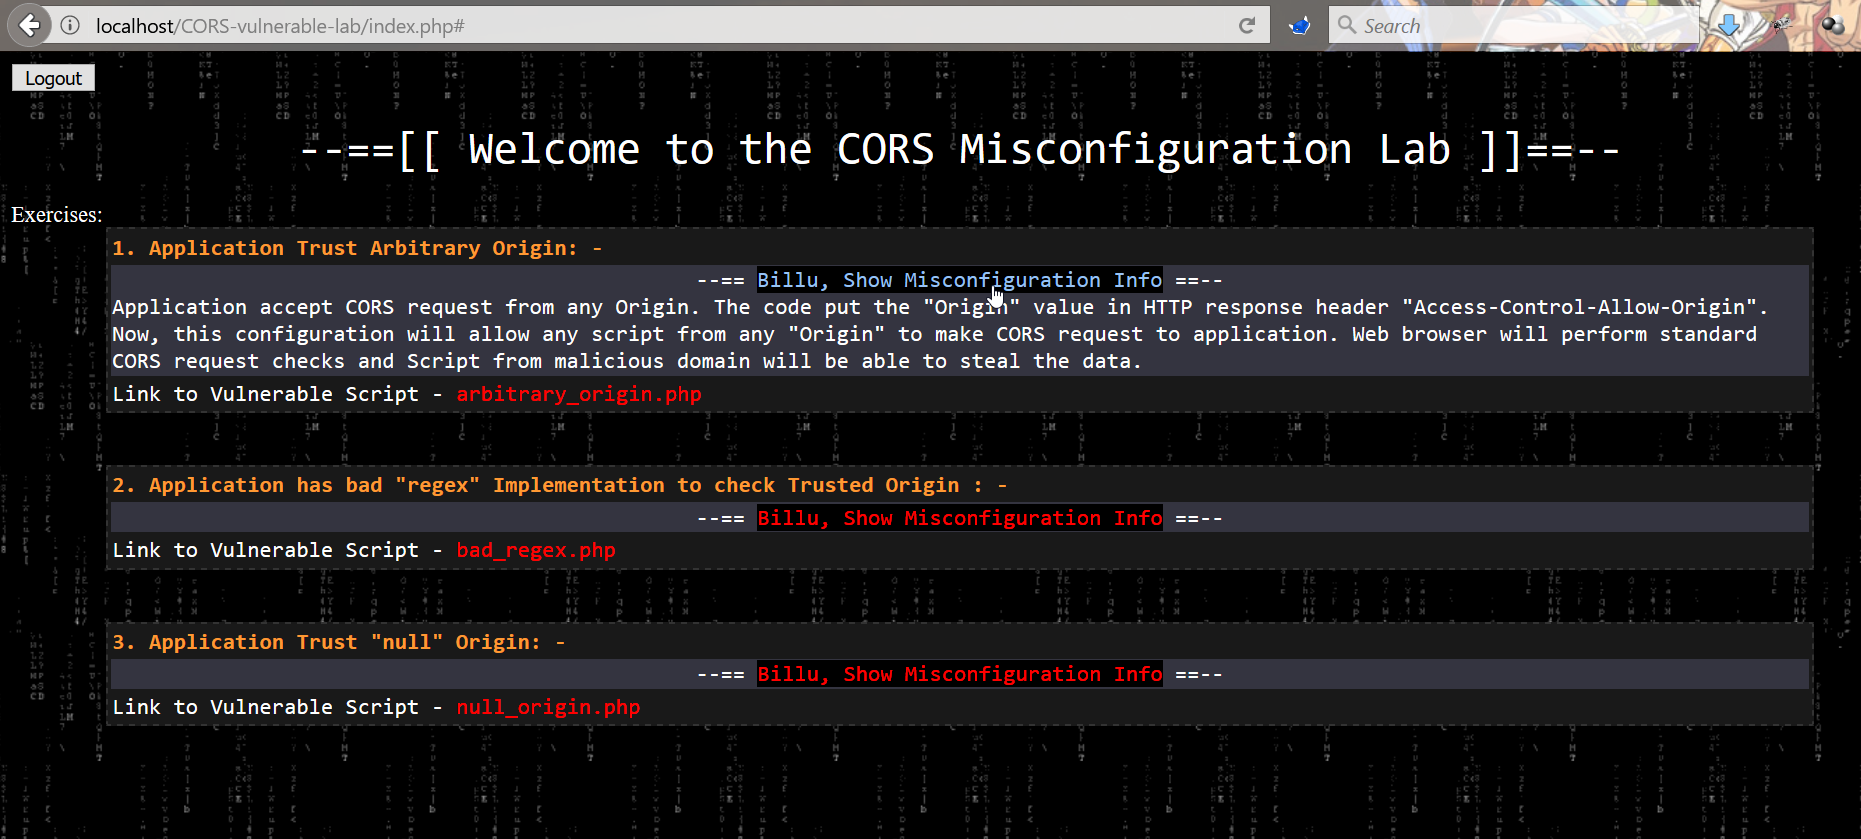 localhost/CORS-vulnerable-lab/index.php#
Search
Logout
--==[[ Welcome to the CORS Misconfiguration Lab ]]==--
Exercises:
1. Application Trust Arbitrary Origin: -
--== Billu, Show Misconfiguration Info ==--
Application accept CORS request from any Origin. The code put the "Origin" value in HTTP response header "Access-Control-Allow-Origin".
Now, this configuration will allow any script from any "Origin" to make CORS request to application. Web browser will perform standard
CORS request checks and Script from malicious domain will be able to steal the data.
Link to Vulnerable Script - arbitrary_origin.php
2. Application has bad "regex" Implementation to check Trusted Origin : -
--== Billu, Show Misconfiguration Info ==--
Link to Vulnerable Script - bad_regex.php
3. Application Trust "null" Origin: -
--== Billu, Show Misconfiguration Info ==--
Link to Vulnerable Script - null_origin.php